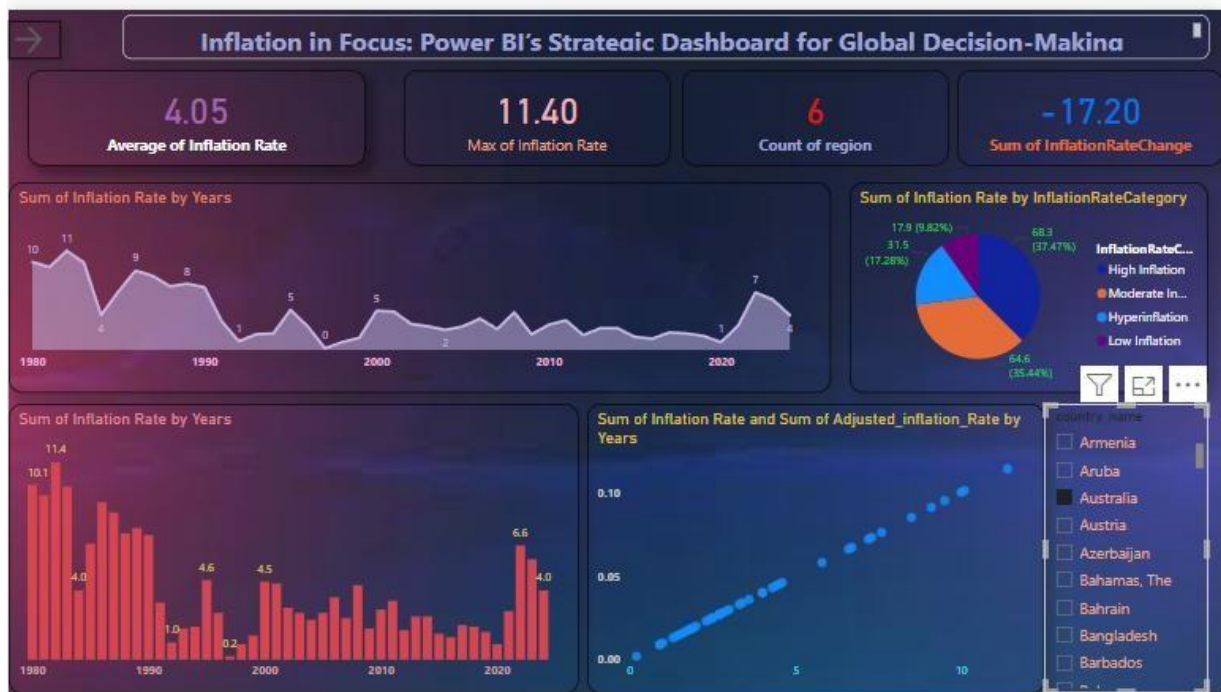 Inflation in Focus: Power BI's Strategic Dashboard for Global Decision-Making
4.05
Average of Inflation Rate
11.40
Max of Inflation Rate
6
Count of region
-17.20
Sum of InflationRateChange
Sum of Inflation Rate by Years
10
11
4
9
8
1
5
0
5
2
1
7
4
1980
1990
2000
2010
2020
Sum of Inflation Rate by InflationRateCategory
17.9 (9.82%)
31.5
(17.28%)
68.3
(37.47%)
64.6
(35.44%)
InflationRateC...
High Inflation
Moderate In...
Hyperinflation
Low Inflation
Sum of Inflation Rate by Years
10.1
11.4
4.0
1.0
4.6
0.2
4.5
6.6
4.0
1980
1990
2000
2010
2020
Sum of Inflation Rate and Sum of Adjusted_inflation_Rate by
Years
0.10
0.05
0.00
0
5
10
country_name
Armenia
Aruba
Australia
Austria
Azerbaijan
Bahamas, The
Bahrain
Bangladesh
Barbados